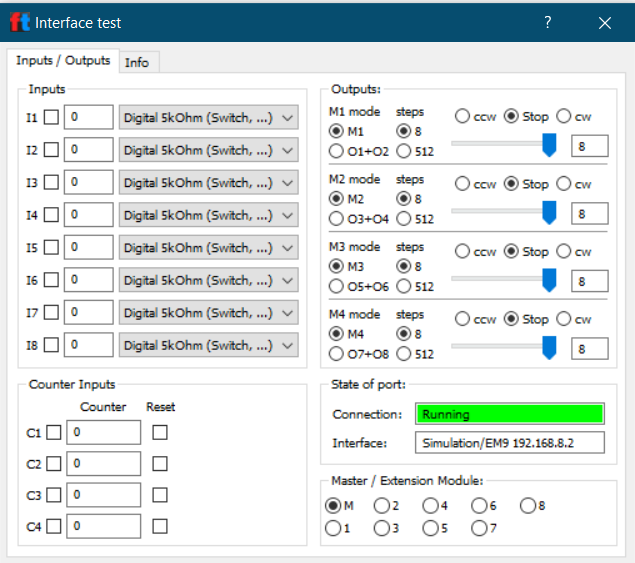 ft Interface test ?
Inputs / Outputs Info
Inputs
I1 0 Digital 5kOhm (Switch, ...)
I2 0 Digital 5kOhm (Switch, ...)
I3 0 Digital 5kOhm (Switch, ...)
I4 0 Digital 5kOhm (Switch, ...)
I5 0 Digital 5kOhm (Switch, ...)
I6 0 Digital 5kOhm (Switch, ...)
I7 0 Digital 5kOhm (Switch, ...)
I8 0 Digital 5kOhm (Switch, ...)
Outputs:
M1 mode steps
M1 8 ccw Stop cw
O1+O2 512 8
M2 mode steps
M2 8 ccw Stop cw
O3+O4 512 8
M3 mode steps
M3 8 ccw Stop cw
O5+O6 512 8
M4 mode steps
M4 8 ccw Stop cw
O7+O8 512 8
Counter Inputs
Counter Reset
C1 0
C2 0
C3 0
C4 0
State of port:
Connection: Running
Interface: Simulation/EM9 192.168.8.2
Master / Extension Module:
M 2 4 6 8
1 3 5 7